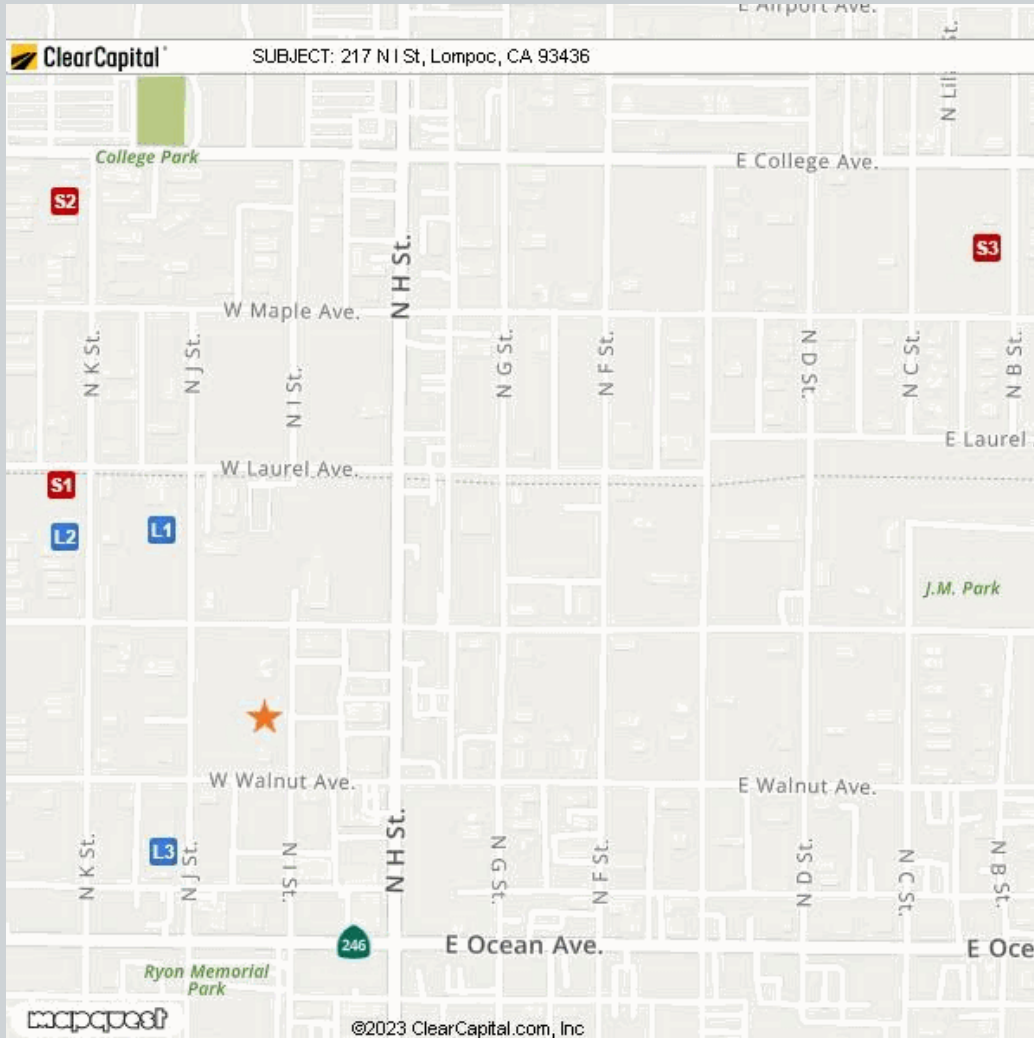 E Airport Ave.
ClearCapital®
SUBJECT: 217 N I St, Lompoc, CA 93436
College Park
E College Ave.
S2
S3
N H St.
W Maple Ave.
N K St.
N J St.
N I St.
N G St.
N F St.
N D St.
N C St.
N B St.
E Laurel
W Laurel Ave.
S1
L2
L1
J.M. Park
W Walnut Ave.
E Walnut Ave.
L3
N K St.
N J St.
N I St.
N H St.
N G St.
N F St.
N D St.
N C St.
N B St.
246
E Ocean Ave.
E Oce
Ryon Memorial
Park
mapquest
©2023 ClearCapital.com, Inc